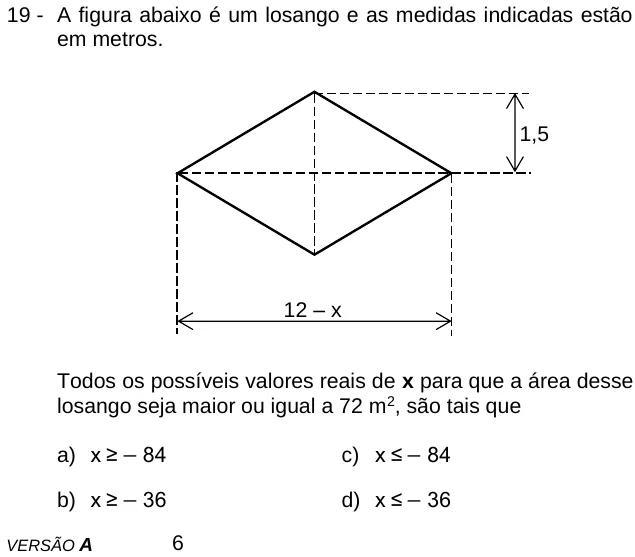 19 - A figura abaixo é um losango e as medidas indicadas estão
em metros.
1,5
12 – x
Todos os possíveis valores reais de x para que a área desse
losango seja maior ou igual a 72 m², são tais que
a) x ≥ – 84
c) x ≤ – 84
b) x ≥ – 36
d) x ≤ – 36
VERSÃO A 6